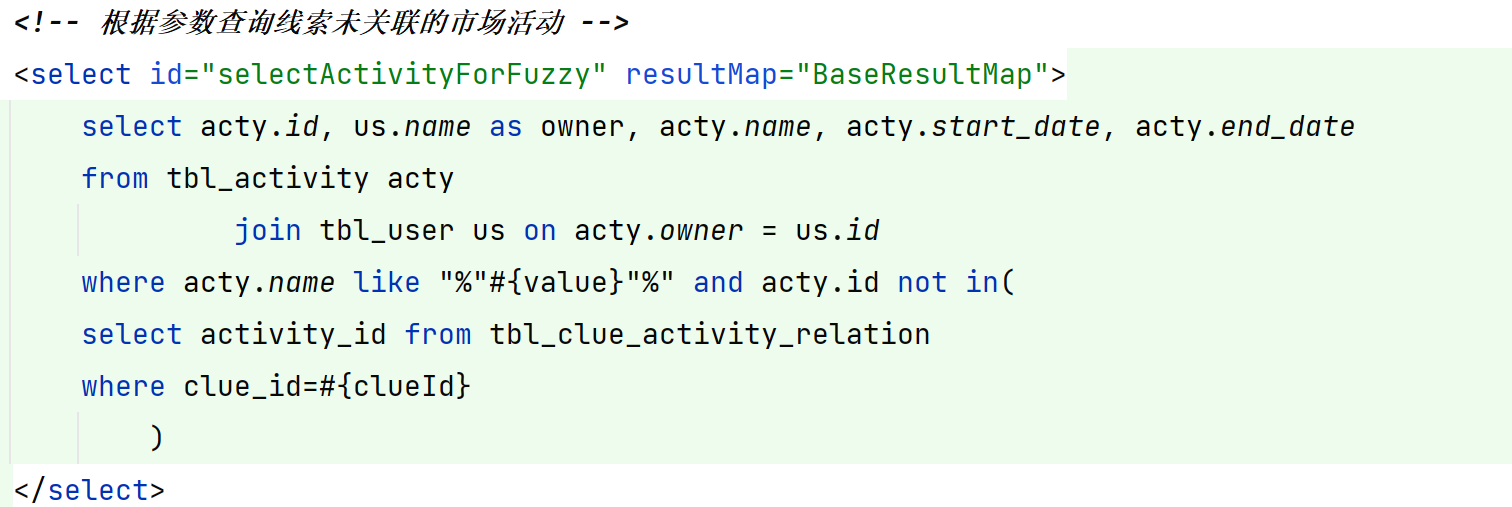 <!-- 根据参数查询线索未关联的市场活动 -->
<select id="selectActivityForFuzzy" resultMap="BaseResultMap">
    select acty.id, us.name as owner, acty.name, acty.start_date, acty.end_date
    from tbl_activity acty
             join tbl_user us on acty.owner = us.id
    where acty.name like "%"#{value}"%" and acty.id not in(
    select activity_id from tbl_clue_activity_relation
    where clue_id=#{clueId}
        )
</select>